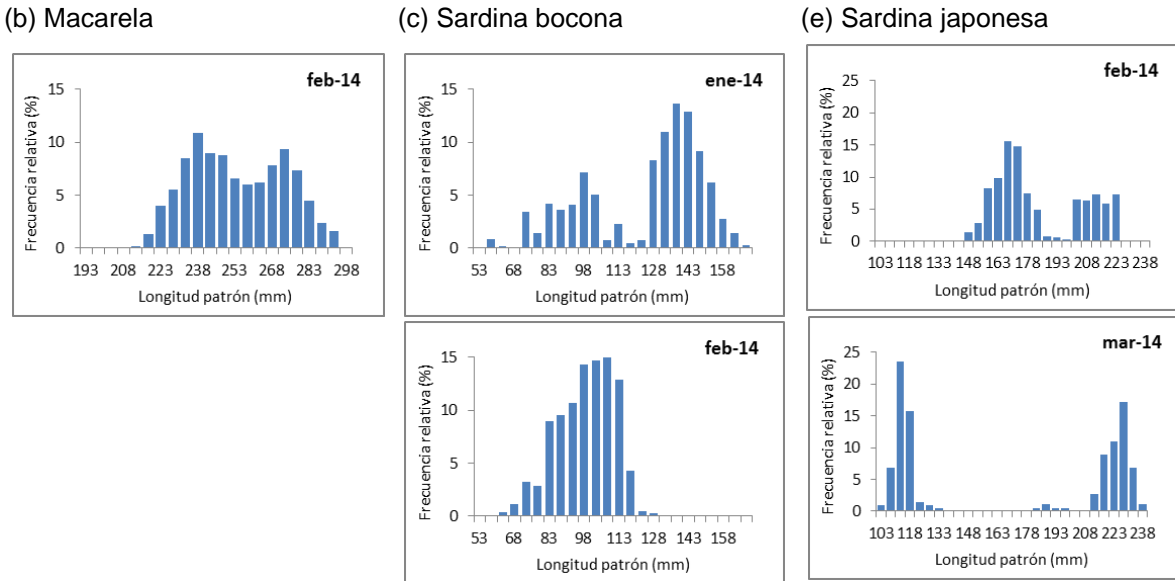 (b) Macarela
feb-14
Frecuencia relativa (%)
15
10
5
0
193 208 223 238 253 268 283 298
Longitud patrón (mm)
(c) Sardina bocona
ene-14
Frecuencia relativa (%)
15
10
5
0
53 68 83 98 113 128 143 158
Longitud patrón (mm)
feb-14
Frecuencia relativa (%)
15
10
5
0
53 68 83 98 113 128 143 158
Longitud patrón (mm)
(e) Sardina japonesa
feb-14
Frecuencia relativa (%)
25
20
15
10
5
0
103 118 133 148 163 178 193 208 223 238
Longitud patrón (mm)
mar-14
Frecuencia relativa (%)
25
20
15
10
5
0
103 118 133 148 163 178 193 208 223 238
Longitud patrón (mm)